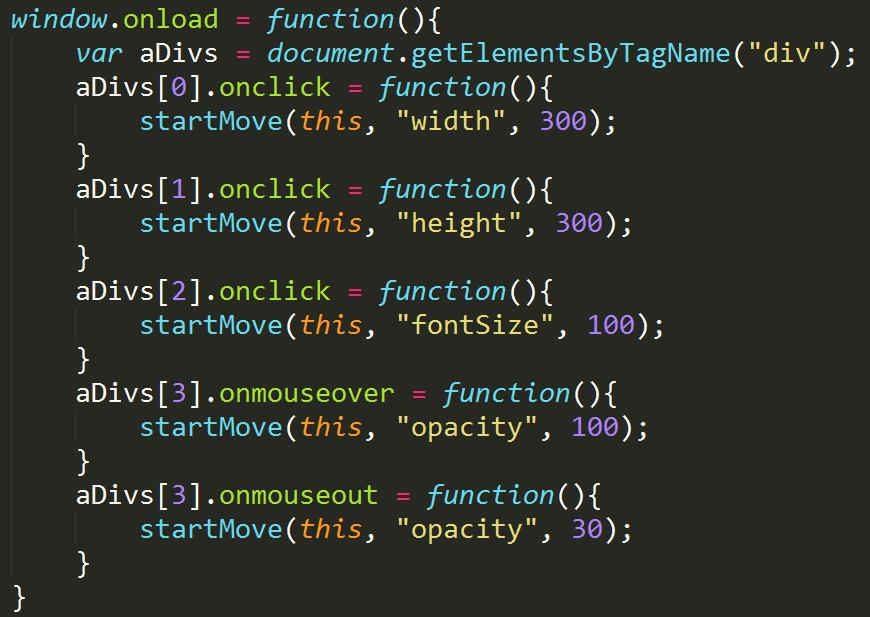 window.onload = function(){
    var aDivs = document.getElementsByTagName("div");
    aDivs[0].onclick = function(){
        startMove(this, "width", 300);
    }
    aDivs[1].onclick = function(){
        startMove(this, "height", 300);
    }
    aDivs[2].onclick = function(){
        startMove(this, "fontSize", 100);
    }
    aDivs[3].onmouseover = function(){
        startMove(this, "opacity", 100);
    }
    aDivs[3].onmouseout = function(){
        startMove(this, "opacity", 30);
    }
}